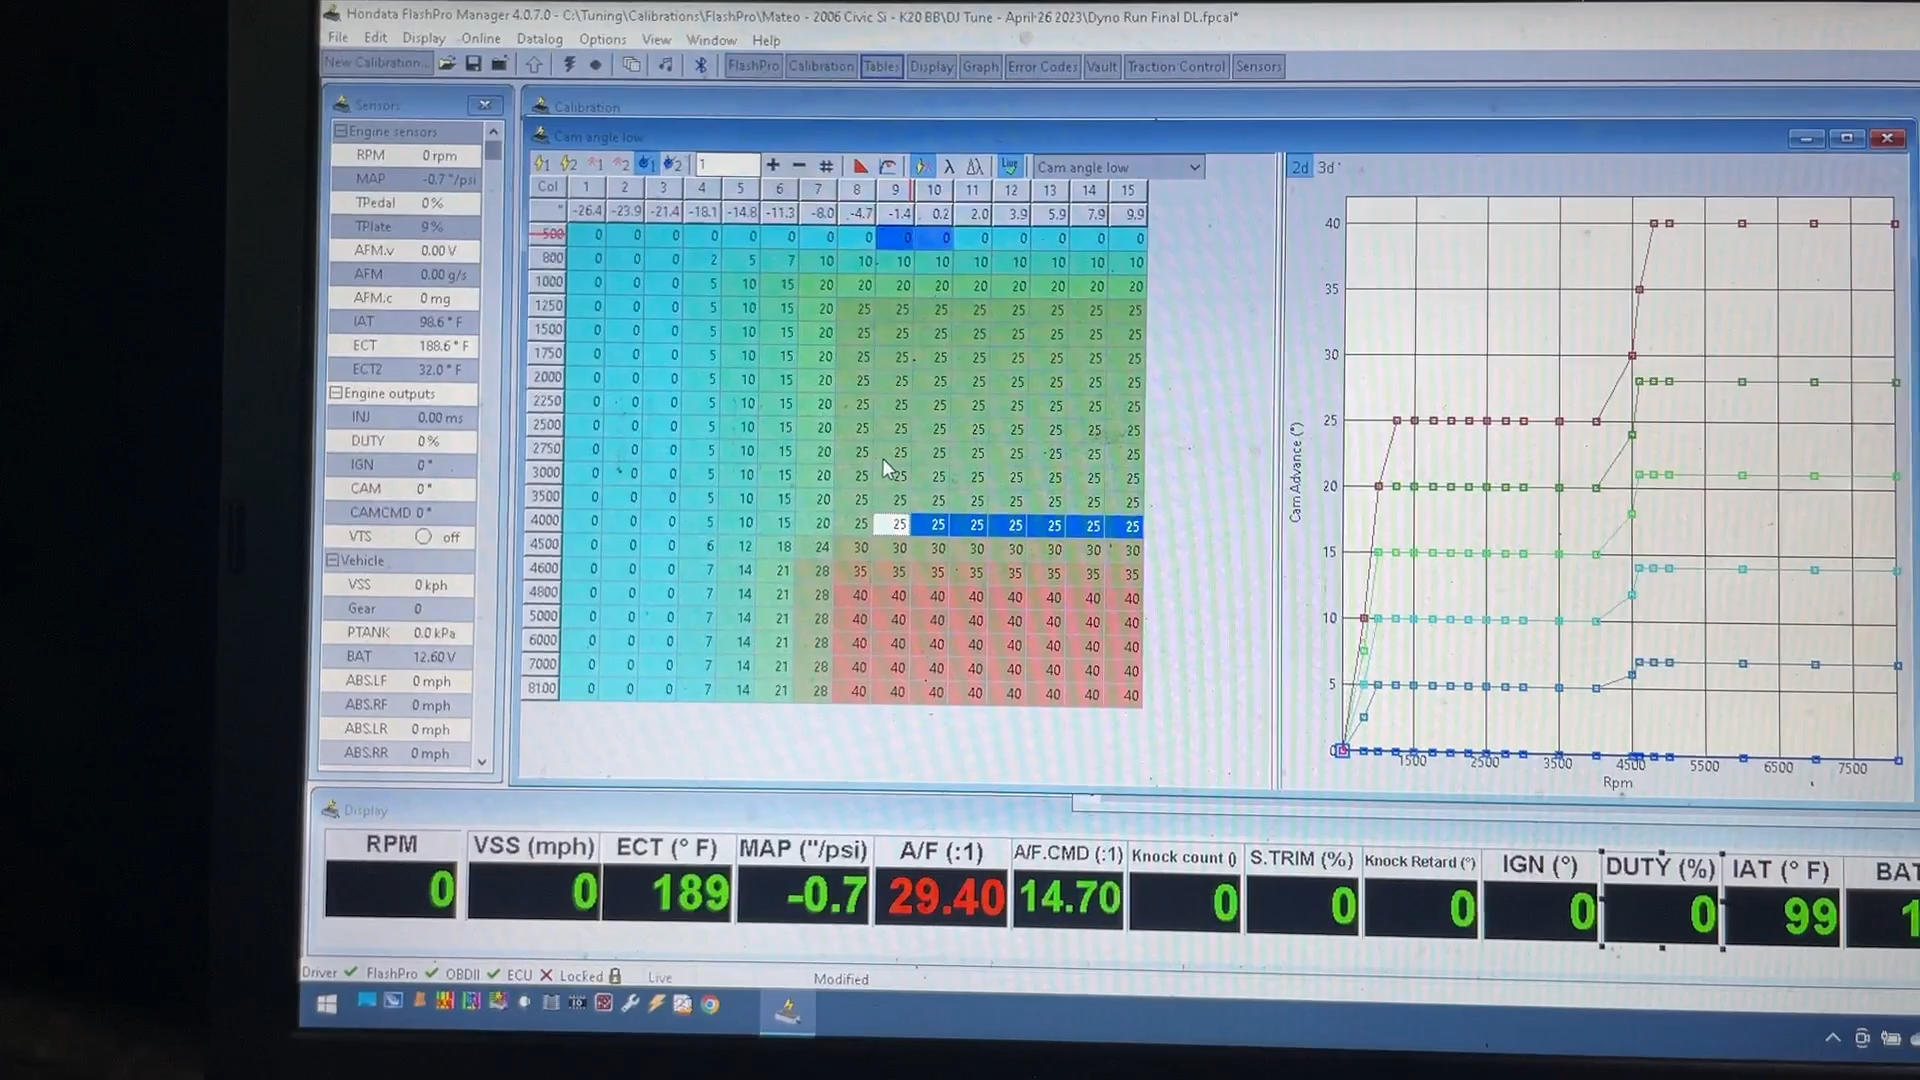 Hondata FlashPro Manager 4.0.7.0 - C:\Tuning\Calibrations\FlashPro\Mateo - 2006 Civic Si - K20 BB\DJ Tune - April 26 2023\Dyno Run Final DL.fpcal*
File Edit Display Online Datalog Options View Window Help
New Calibration... FlashPro Calibration Tables Display Graph Error Codes Vault Traction Control Sensors
Sensors
Engine sensors
RPM 0 rpm
MAP -0.7 "/psi
TPedal 0 %
TPlate 9 %
AFM.v 0.00 V
AFM 0.00 g/s
AFM.c 0 mg
IAT 98.6 ° F
ECT 188.6 ° F
ECT2 32.0 ° F
Engine outputs
INJ 0.00 ms
DUTY 0 %
IGN 0 °
CAM 0 °
CAMCMD 0 °
VTS off
Vehicle
VSS 0 kph
Gear 0
PTANK 0.0 kPa
BAT 12.60 V
ABS.LF 0 mph
ABS.RF 0 mph
ABS.LR 0 mph
ABS.RR 0 mph
Calibration
Cam angle low
1 2 1 2 1 2 1 + - # λ Δλ Live Cam angle low
Col 1 2 3 4 5 6 7 8 9 10 11 12 13 14 15
" -26.4 -23.9 -21.4 -18.1 -14.8 -11.3 -8.0 -4.7 -1.4 0.2 2.0 3.9 5.9 7.9 9.9
500 0 0 0 0 0 0 0 0 0 0 0 0 0 0 0
800 0 0 0 2 5 7 10 10 10 10 10 10 10 10 10
1000 0 0 0 5 10 15 20 20 20 20 20 20 20 20 20
1250 0 0 0 5 10 15 20 25 25 25 25 25 25 25 25
1500 0 0 0 5 10 15 20 25 25 25 25 25 25 25 25
1750 0 0 0 5 10 15 20 25 25 25 25 25 25 25 25
2000 0 0 0 5 10 15 20 25 25 25 25 25 25 25 25
2250 0 0 0 5 10 15 20 25 25 25 25 25 25 25 25
2500 0 0 0 5 10 15 20 25 25 25 25 25 25 25 25
2750 0 0 0 5 10 15 20 25 25 25 25 25 25 25 25
3000 0 0 0 5 10 15 20 25 25 25 25 25 25 25 25
3500 0 0 0 5 10 15 20 25 25 25 25 25 25 25 25
4000 0 0 0 5 10 15 20 25 25 25 25 25 25 25 25
4500 0 0 0 6 12 18 24 30 30 30 30 30 30 30 30
4600 0 0 0 7 14 21 28 35 35 35 35 35 35 35 35
4800 0 0 0 7 14 21 28 40 40 40 40 40 40 40 40
5000 0 0 0 7 14 21 28 40 40 40 40 40 40 40 40
6000 0 0 0 7 14 21 28 40 40 40 40 40 40 40 40
7000 0 0 0 7 14 21 28 40 40 40 40 40 40 40 40
8100 0 0 0 7 14 21 28 40 40 40 40 40 40 40 40
2d 3d
40
35
30
25
20
15
10
5
0
Cam Advance (°)
1500 2500 3500 4500 5500 6500 7500
Rpm
Display
RPM VSS (mph) ECT (° F) MAP ("/psi) A/F (:1) A/F.CMD (:1) Knock count () S.TRIM (%) Knock Retard (°) IGN (°) DUTY (%) IAT (° F) BAT
0 0 189 -0.7 29.40 14.70 0 0 0 0 0 99 1
Driver FlashPro OBDII ECU Locked Live Modified